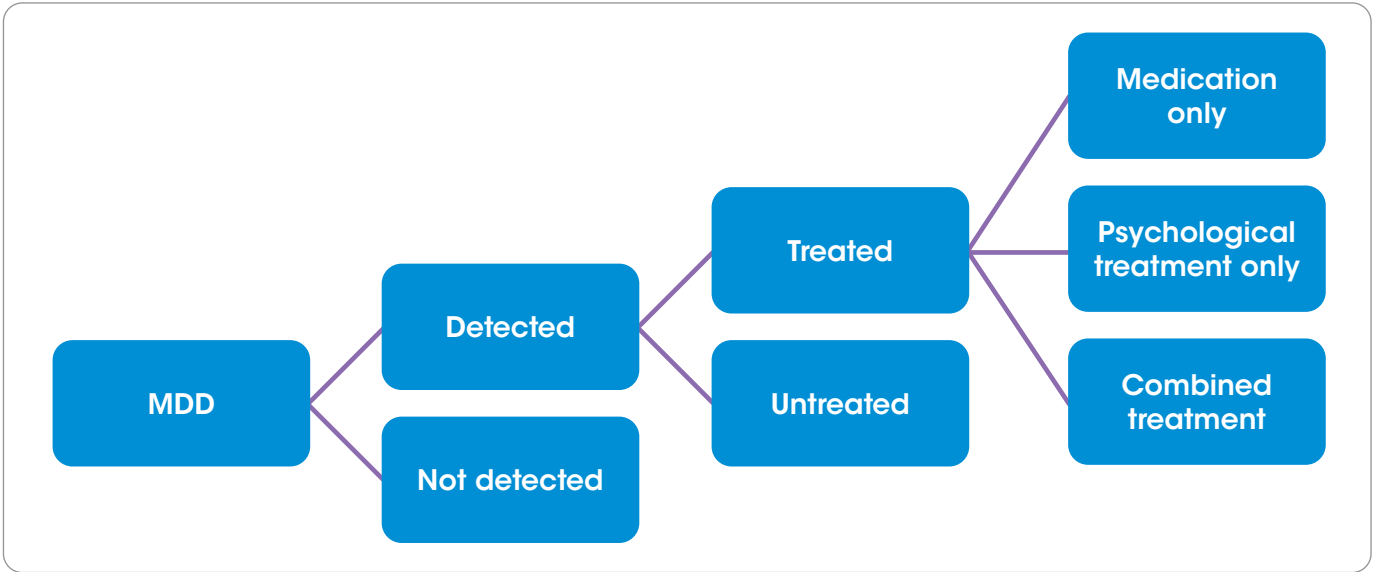 MDD
Detected
Not detected
Treated
Untreated
Medication
only
Psychological
treatment only
Combined
treatment